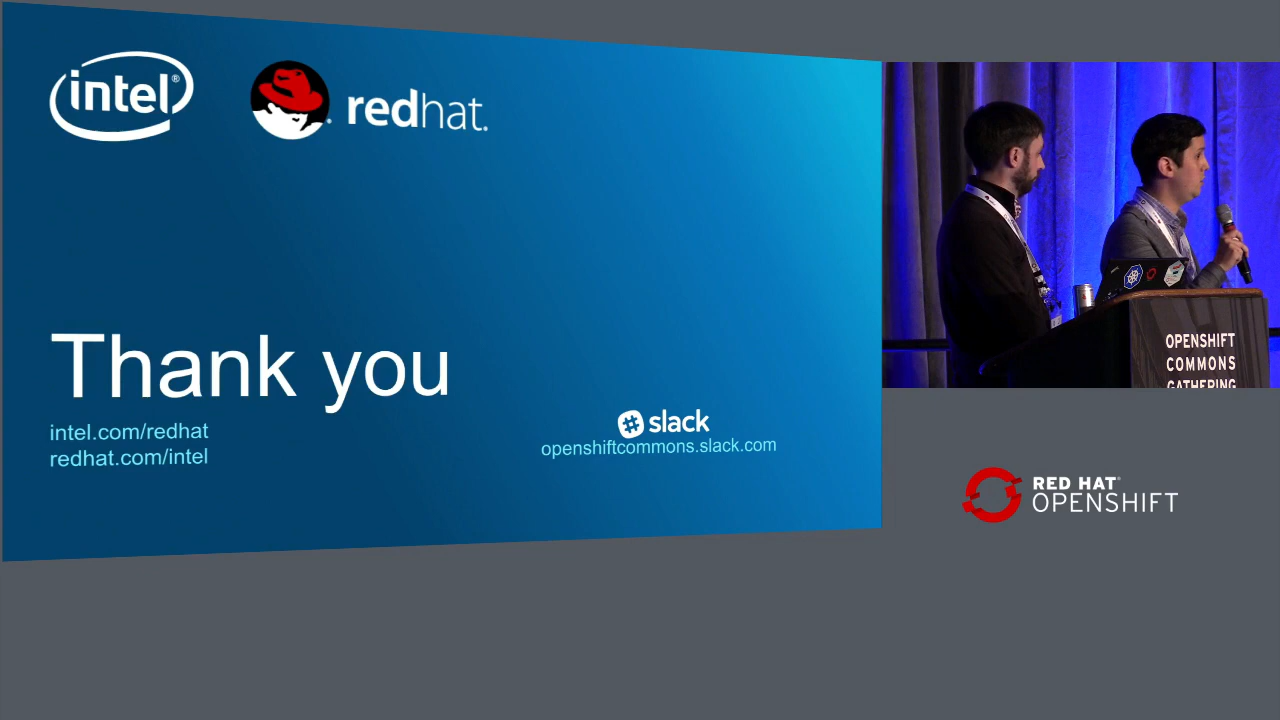 intel®
redhat.
Thank you
intel.com/redhat
redhat.com/intel
slack
openshiftcommons.slack.com
OPENSHIFT
COMMONS
GATHERING
RED HAT®
OPENSHIFT